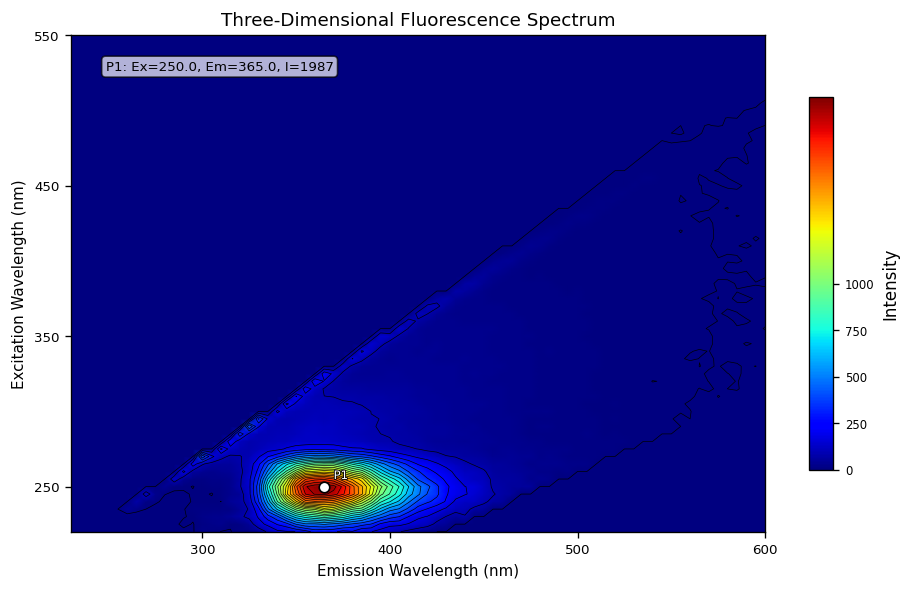 Three-Dimensional Fluorescence Spectrum
P1: Ex=250.0, Em=365.0, I=1987
P1
550
450
350
250
300
400
500
600
Excitation Wavelength (nm)
Emission Wavelength (nm)
1000
750
500
250
0
Intensity